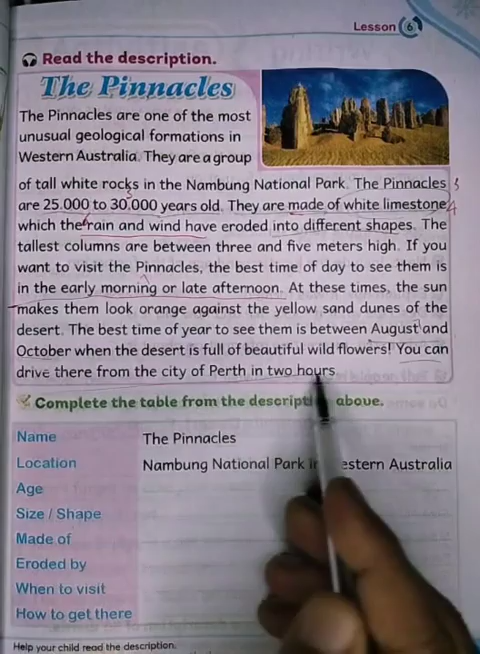 Lesson 6
Read the description.
The Pinnacles
The Pinnacles are one of the most
unusual geological formations in
Western Australia. They are a group
of tall white rocks in the Nambung National Park. The Pinnacles 3
are 25.000 to 30.000 years old. They are made of white limestone 4
which the rain and wind have eroded into different shapes. The
tallest columns are between three and five meters high. If you
want to visit the Pinnacles, the best time of day to see them is
in the early morning or late afternoon. At these times, the sun
makes them look orange against the yellow sand dunes of the
desert. The best time of year to see them is between August and
October when the desert is full of beautiful wild flowers! You can
drive there from the city of Perth in two hours
Complete the table from the description above.
Name The Pinnacles
Location Nambung National Park in Western Australia
Age
Size / Shape
Made of
Eroded by
When to visit
How to get there
Help your child read the description.